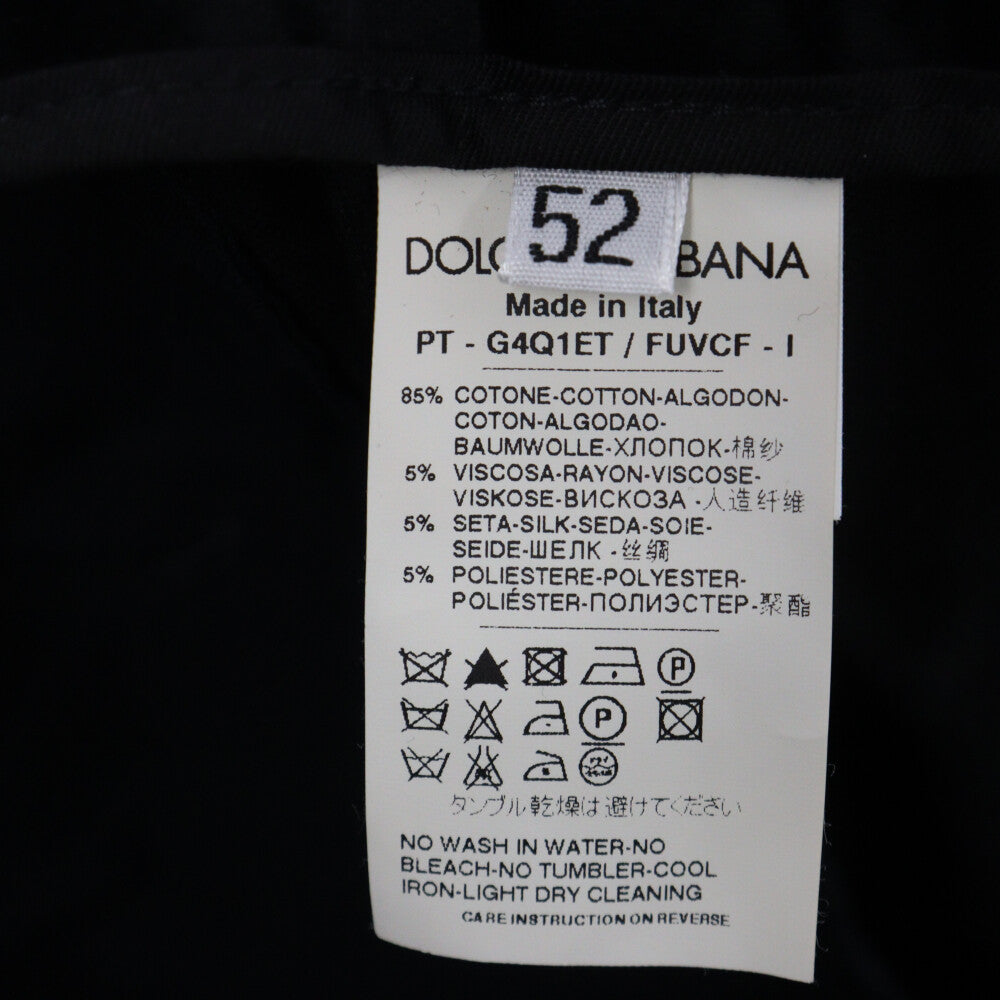 52
DOLC BANA
Made in Italy
PT - G4Q1ET / FUVCF - I
85% COTONE-COTTON-ALGODON-
COTON-ALGODAO-
BAUMWOLLE-ХЛОПОК-棉纱
5% VISCOSA-RAYON-VISCOSE-
VISKOSE-ВИСКОЗА -人造纤维
5% SETA-SILK-SEDA-SOIE-
SEIDE-ШЕЛК -丝绸
5% POLIESTERE-POLYESTER-
POLIÉSTER-ПОЛИЭСТЕР-聚酯
P
P
タンブル乾燥は避けてください
NO WASH IN WATER-NO
BLEACH-NO TUMBLER-COOL
IRON-LIGHT DRY CLEANING
CARE INSTRUCTION ON REVERSE